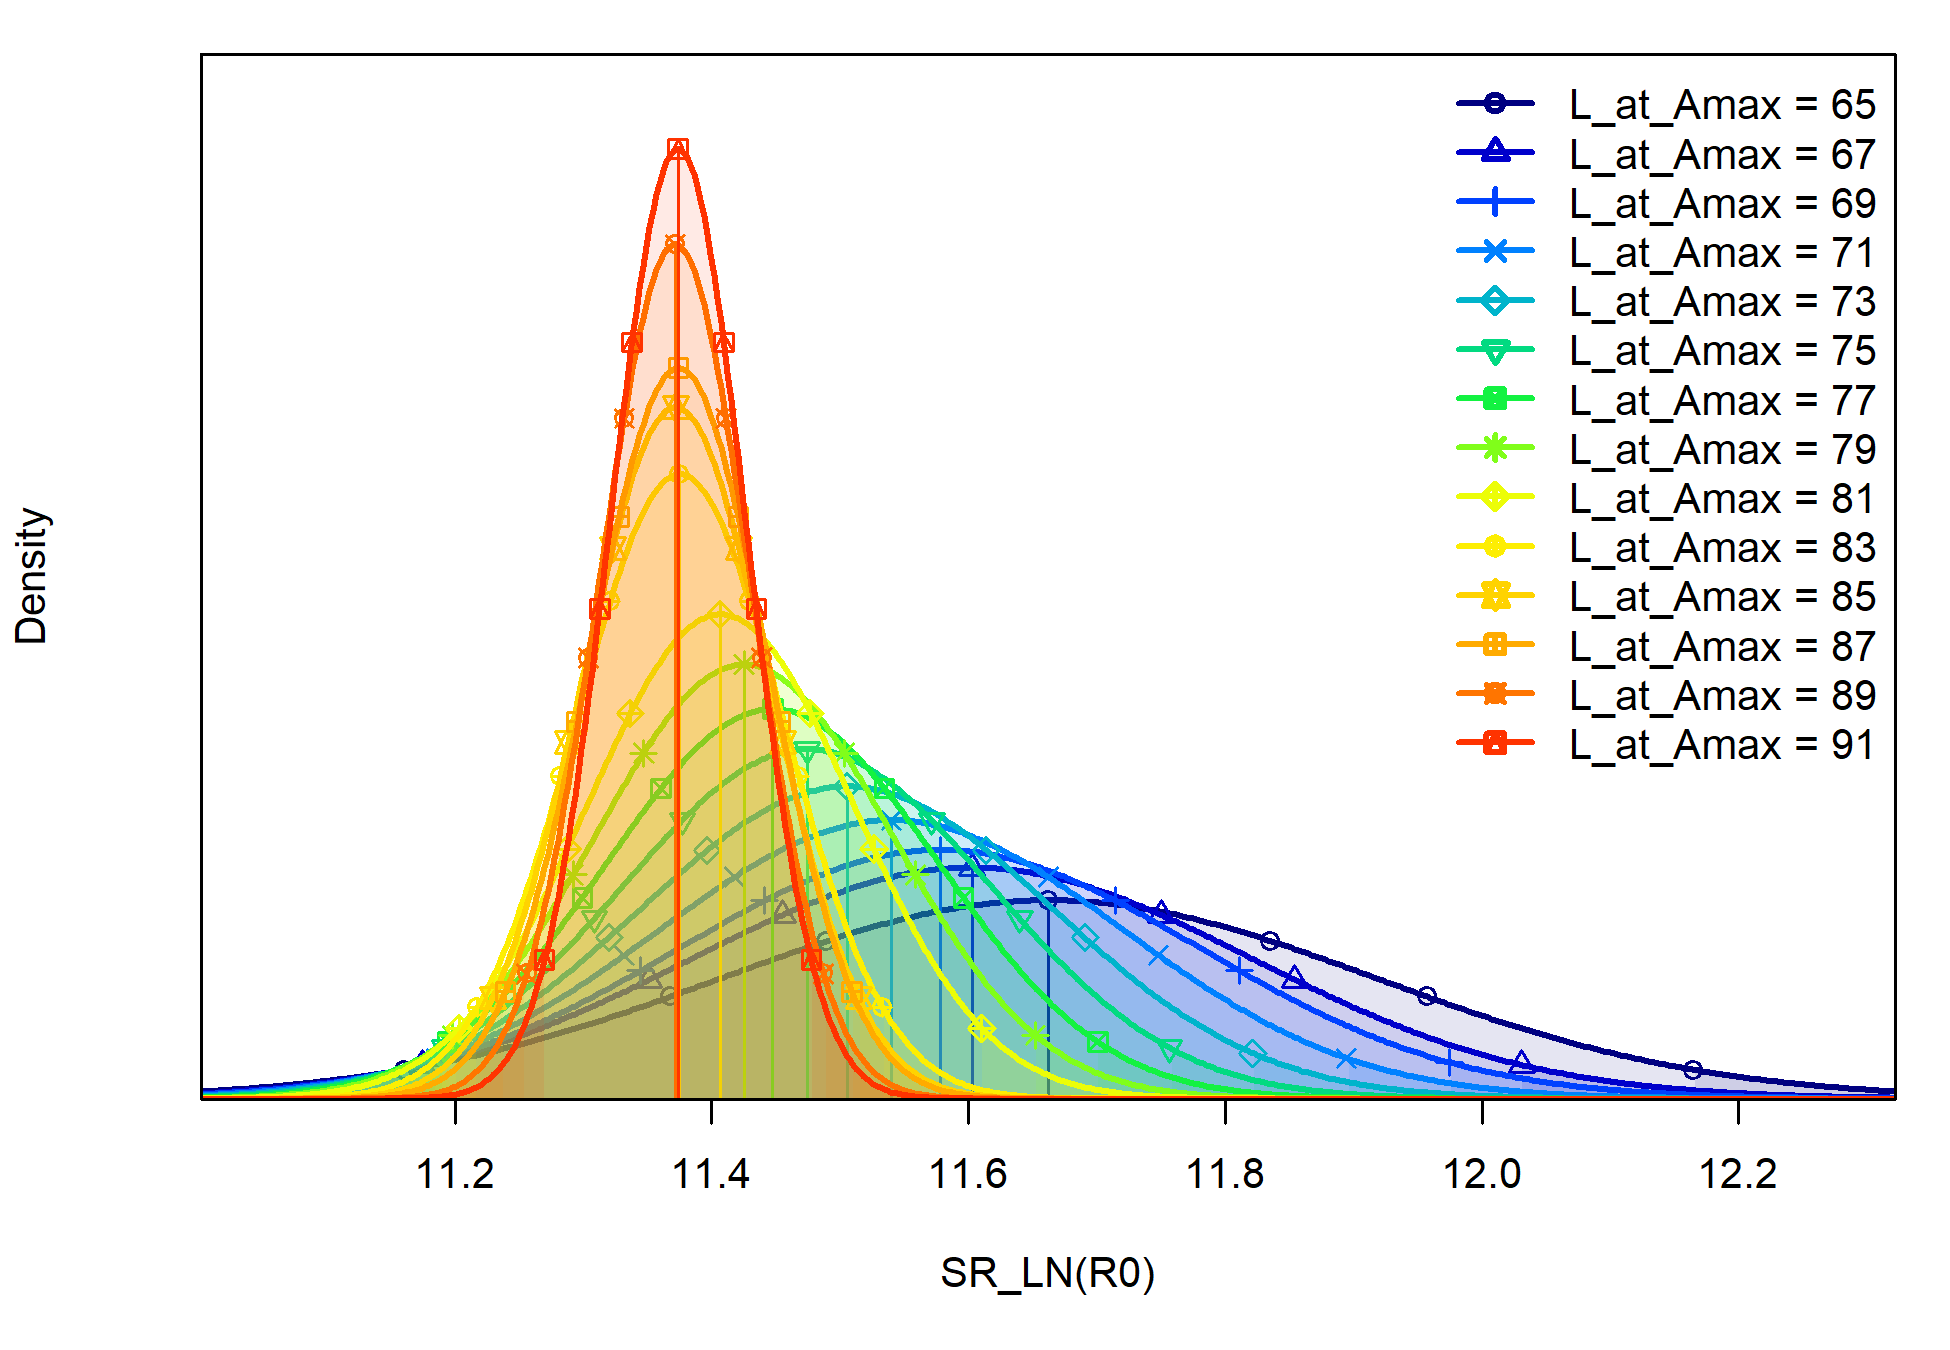 L_at_Amax = 65
L_at_Amax = 67
L_at_Amax = 69
L_at_Amax = 71
L_at_Amax = 73
L_at_Amax = 75
L_at_Amax = 77
L_at_Amax = 79
L_at_Amax = 81
L_at_Amax = 83
L_at_Amax = 85
L_at_Amax = 87
L_at_Amax = 89
L_at_Amax = 91
Density
11.2 11.4 11.6 11.8 12.0 12.2
SR_LN(R0)